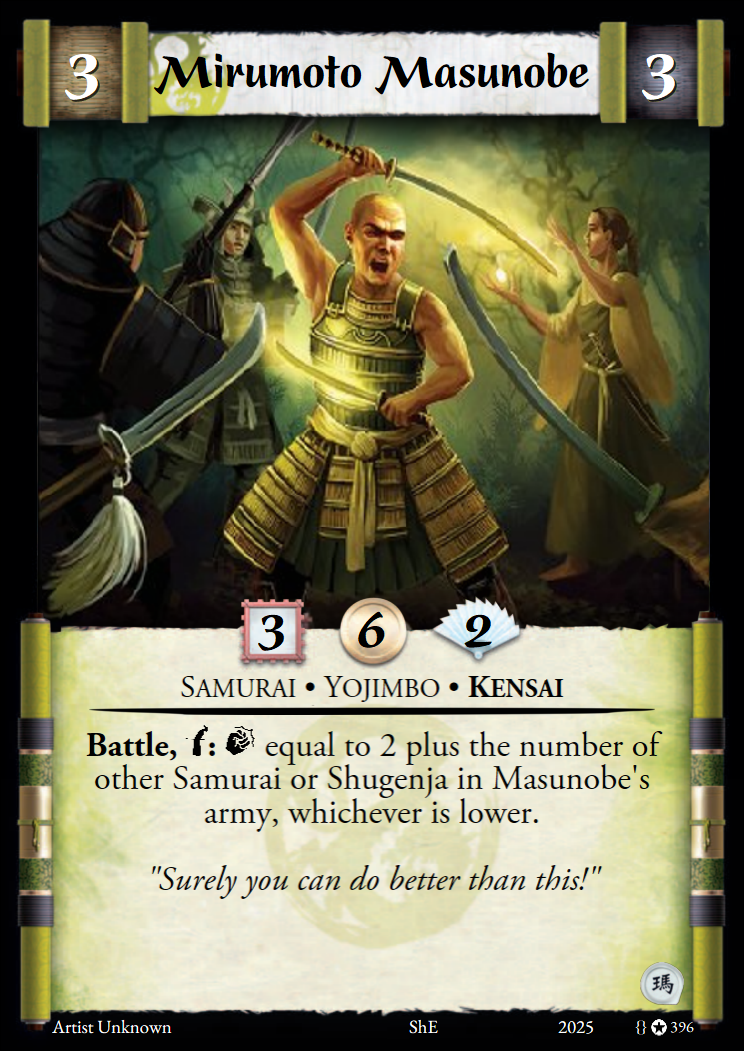 3 Mirumoto Masunobe 3
3 6 2
SAMURAI • YOJIMBO • KENSAI
Battle, : equal to 2 plus the number of
other Samurai or Shugenja in Masunobe's
army, whichever is lower.
"Surely you can do better than this!"
瑪
Artist Unknown ShE 2025 {} 396